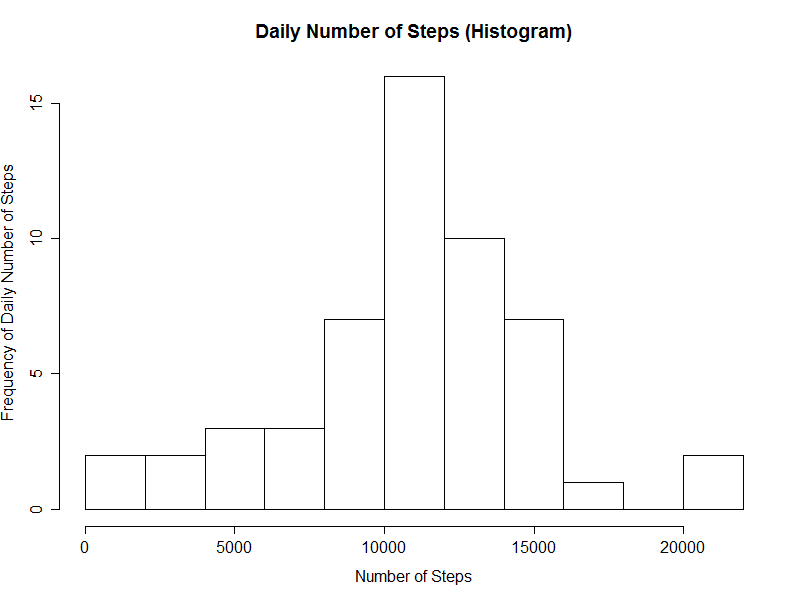 Daily Number of Steps (Histogram)
Frequency of Daily Number of Steps
15
10
5
0
0 5000 10000 15000 20000
Number of Steps